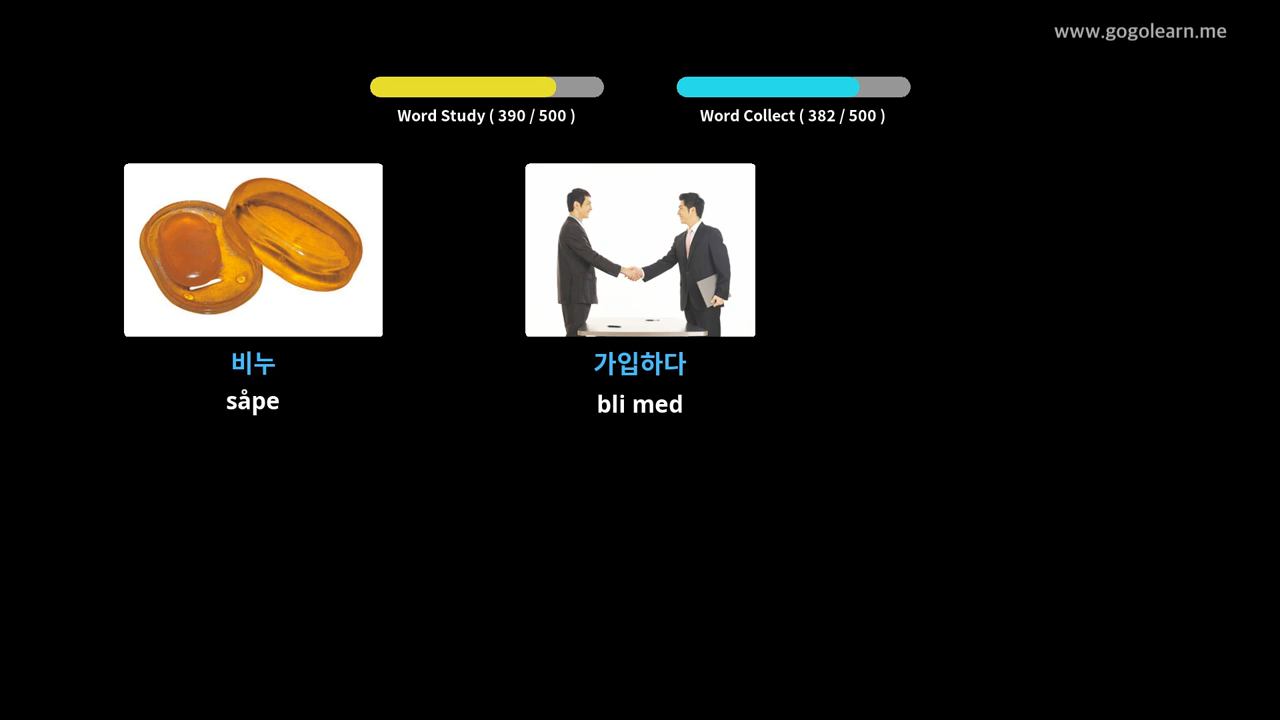 www.gogolearn.me
Word Study ( 390 / 500 )
Word Collect ( 382 / 500 )
비누
såpe
가입하다
bli med